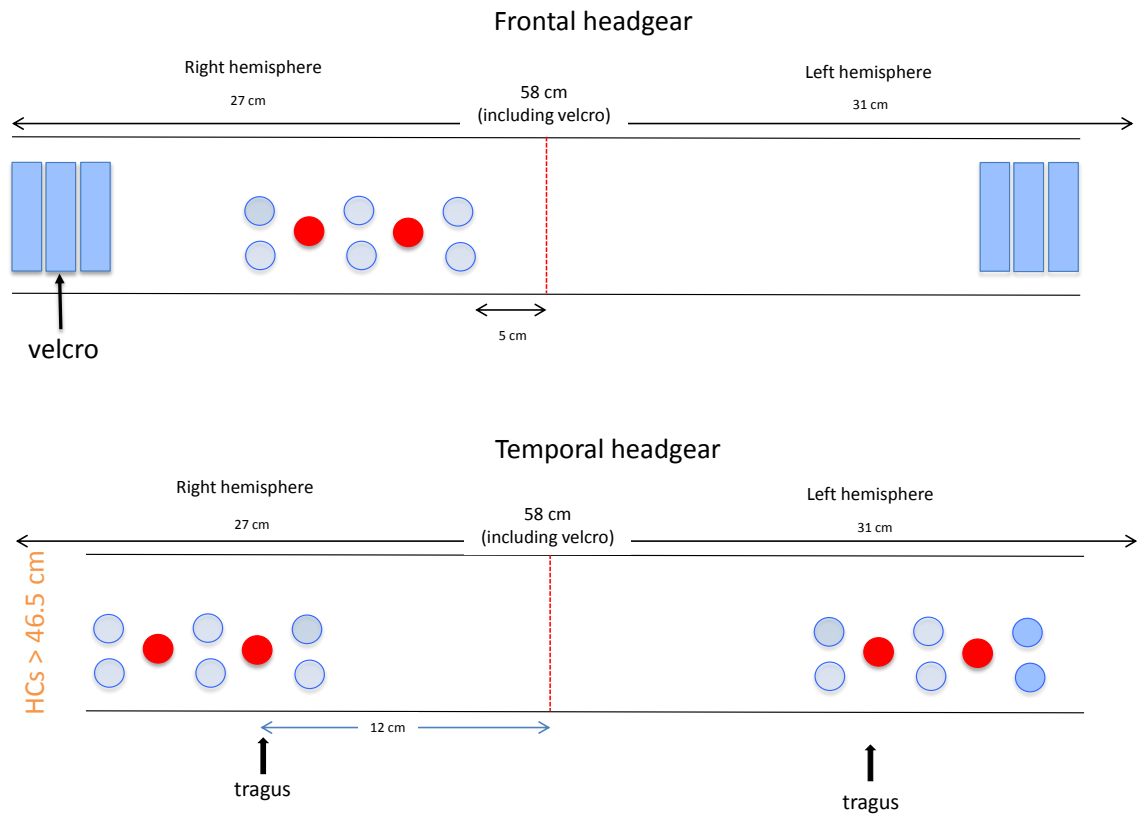 Frontal headgear
Right hemisphere
Left hemisphere
27 cm
58 cm
(including velcro)
31 cm
5 cm
velcro
Temporal headgear
Right hemisphere
Left hemisphere
27 cm
58 cm
(including velcro)
31 cm
HCs > 46.5 cm
12 cm
tragus
tragus